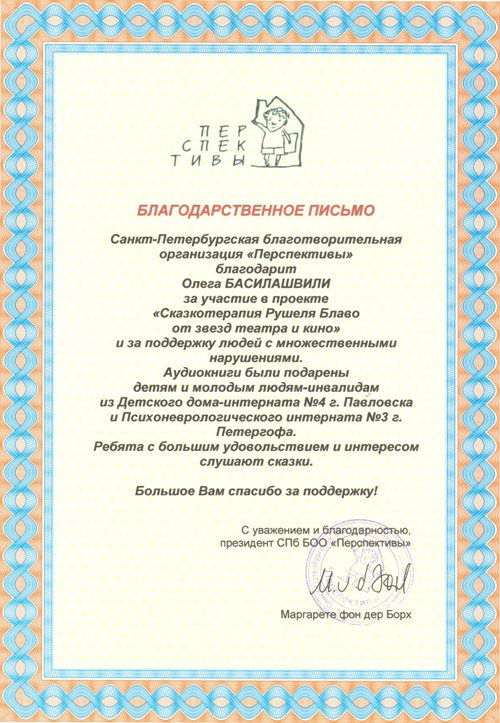 ПЕР
СПЕК
ТИВЫ
БЛАГОДАРСТВЕННОЕ ПИСЬМО
Санкт-Петербургская благотворительная
организация «Перспективы»
благодарит
Олега БАСИЛАШВИЛИ
за участие в проекте
«Сказкотерапия Рушеля Блаво
от звезд театра и кино»
и за поддержку людей с множественными
нарушениями.
Аудиокниги были подарены
детям и молодым людям-инвалидам
из Детского дома-интерната №4 г. Павловска
и Психоневрологического интерната №3 г.
Петергофа.
Ребята с большим удовольствием и интересом
слушают сказки.
Большое Вам спасибо за поддержку!
С уважением и благодарностью,
президент СПб БОО «Перспективы»
Маргарете фон дер Борх